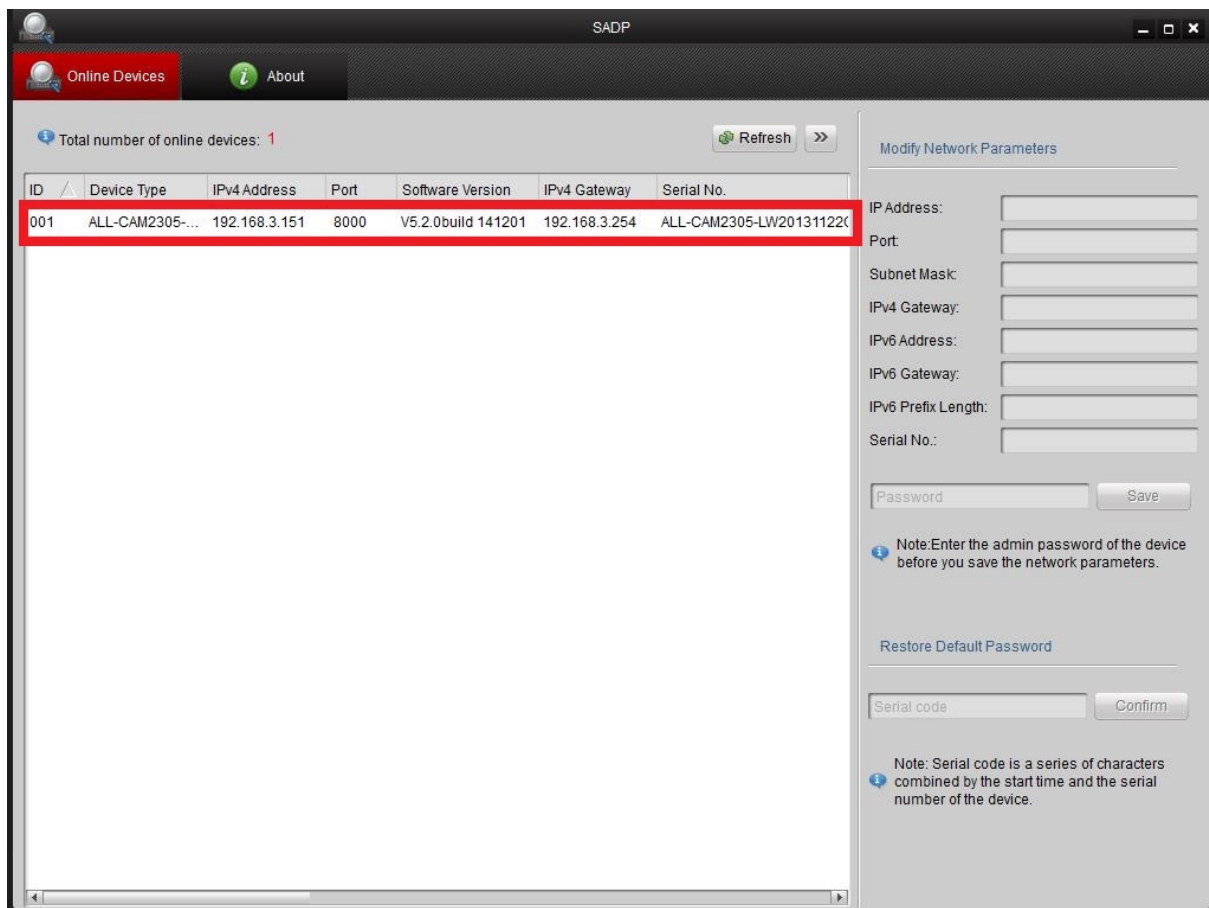 SADP
Online Devices
About
Total number of online devices: 1
Refresh
ID Device Type IPv4 Address Port Software Version IPv4 Gateway Serial No.
001 ALL-CAM2305-... 192.168.3.151 8000 V5.2.0build 141201 192.168.3.254 ALL-CAM2305-LW20131122
Modify Network Parameters
IP Address:
Port:
Subnet Mask:
IPv4 Gateway:
IPv6 Address:
IPv6 Gateway:
IPv6 Prefix Length:
Serial No.:
Password
Save
Note:Enter the admin password of the device
before you save the network parameters.
Restore Default Password
Serial code
Confirm
Note: Serial code is a series of characters
combined by the start time and the serial
number of the device.